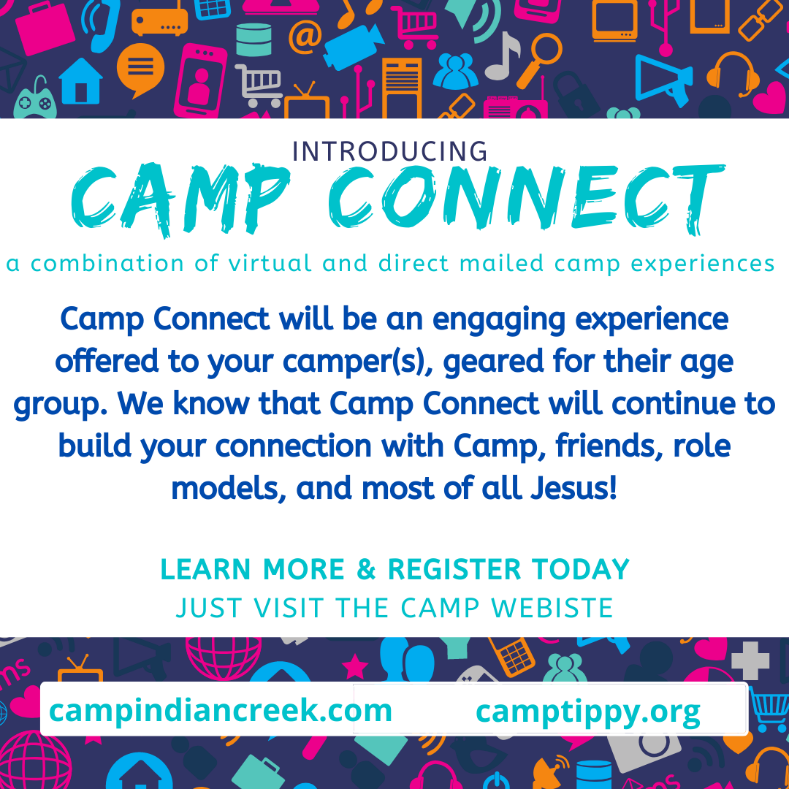 INTRODUCING
CAMP CONNECT
a combination of virtual and direct mailed camp experiences
Camp Connect will be an engaging experience
offered to your camper(s), geared for their age
group. We know that Camp Connect will continue to
build your connection with Camp, friends, role
models, and most of all Jesus!
LEARN MORE & REGISTER TODAY
JUST VISIT THE CAMP WEBISTE
campindiancreek.com camptippy.org